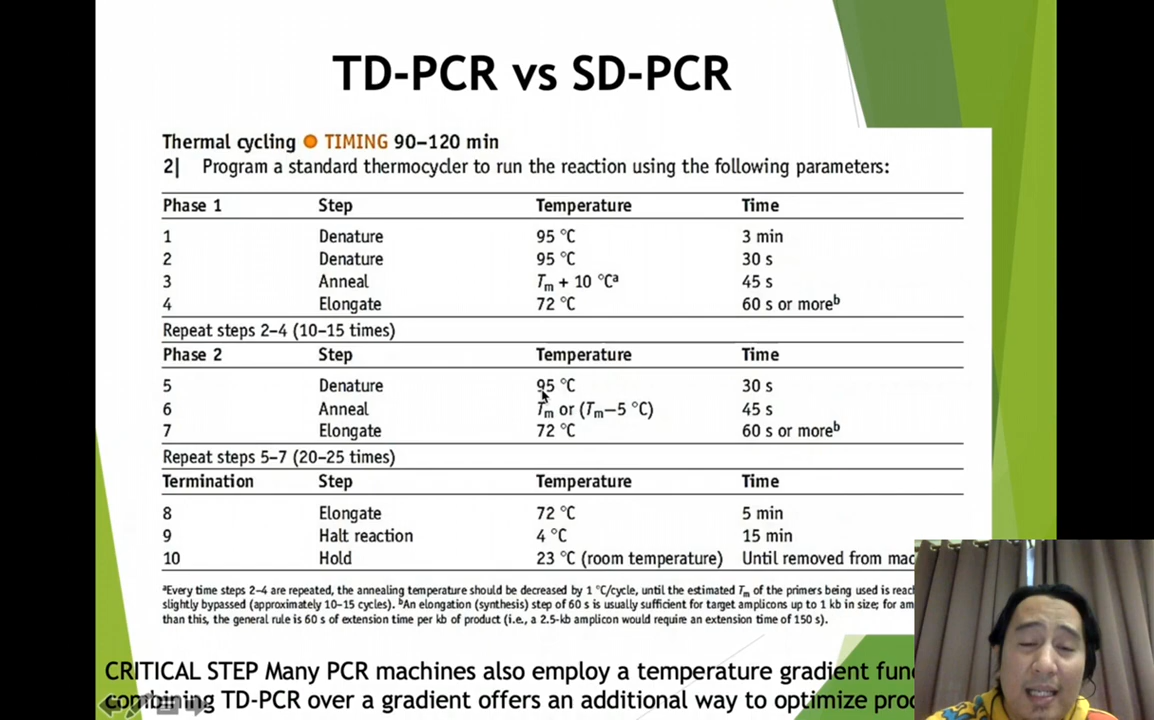 TD-PCR vs SD-PCR
Thermal cycling ● TIMING 90–120 min
2| Program a standard thermocycler to run the reaction using the following parameters:
Phase 1 Step Temperature Time
1 Denature 95 °C 3 min
2 Denature 95 °C 30 s
3 Anneal Tm + 10 °Ca 45 s
4 Elongate 72 °C 60 s or moreb
Repeat steps 2–4 (10–15 times)
Phase 2 Step Temperature Time
5 Denature 95 °C 30 s
6 Anneal Tm or (Tm−5 °C) 45 s
7 Elongate 72 °C 60 s or moreb
Repeat steps 5–7 (20–25 times)
Termination Step Temperature Time
8 Elongate 72 °C 5 min
9 Halt reaction 4 °C 15 min
10 Hold 23 °C (room temperature) Until removed from mac
aEvery time steps 2–4 are repeated, the annealing temperature should be decreased by 1 °C/cycle, until the estimated Tm of the primers being used is reac
slightly bypassed (approximately 10–15 cycles). bAn elongation (synthesis) step of 60 s is usually sufficient for target amplicons up to 1 kb in size; for am
than this, the general rule is 60 s of extension time per kb of product (i.e., a 2.5-kb amplicon would require an extension time of 150 s).
CRITICAL STEP Many PCR machines also employ a temperature gradient func
combining TD-PCR over a gradient offers an additional way to optimize pro